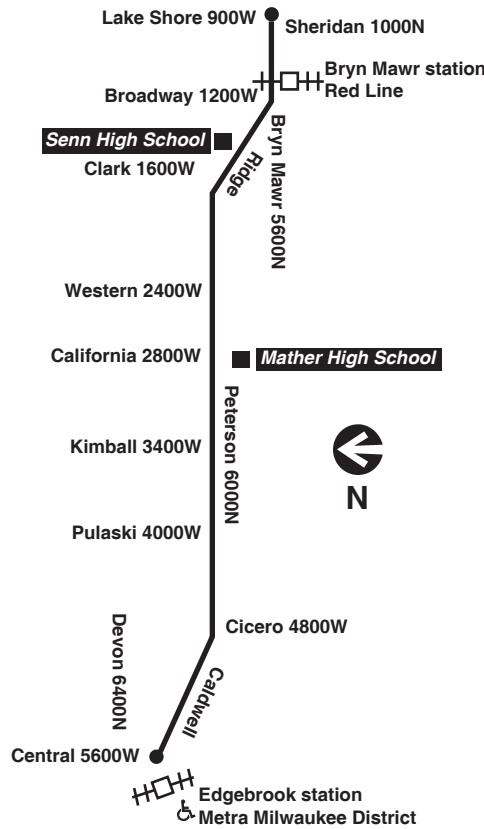 Lake Shore 900W
Sheridan 1000N
Bryn Mawr station
Red Line
Broadway 1200W
Senn High School
Clark 1600W
Ridge
Bryn Mawr 5600N
Western 2400W
California 2800W
Mather High School
Peterson 6000N
Kimball 3400W
N
Pulaski 4000W
Cicero 4800W
Devon 6400N
Caldwell
Central 5600W
Edgebrook station
Metra Milwaukee District